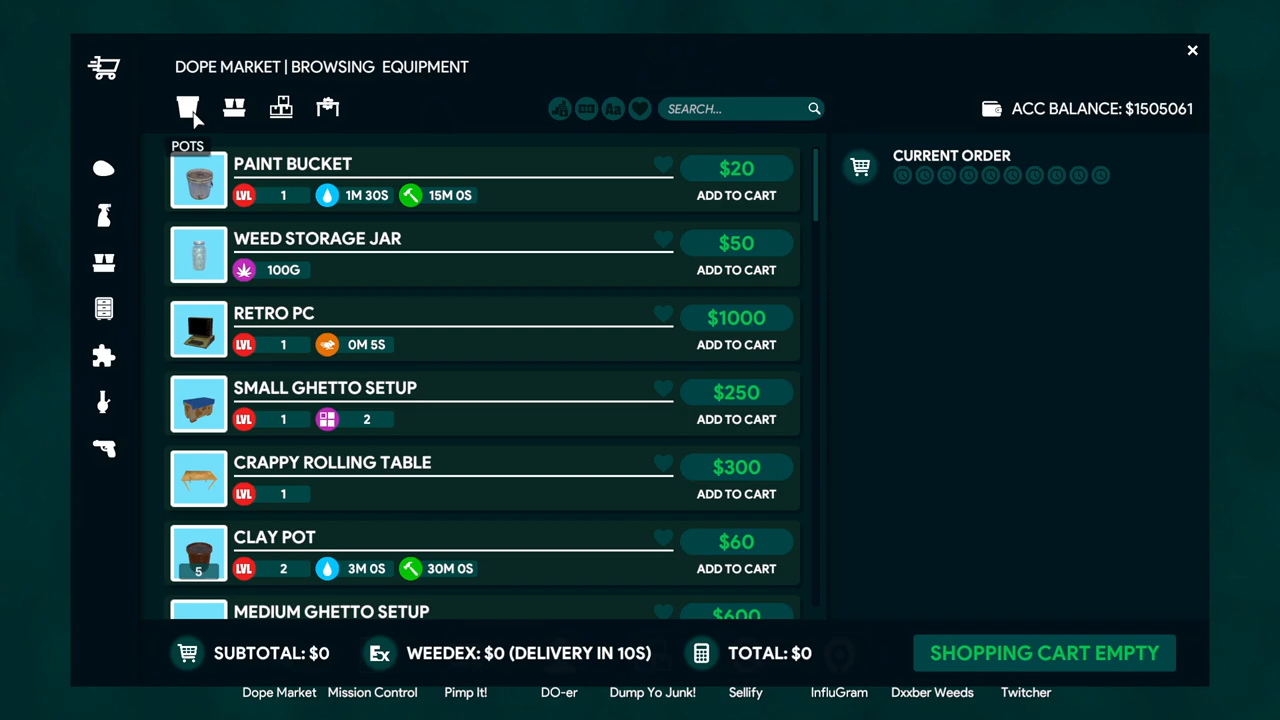 DOPE MARKET | BROWSING EQUIPMENT
Aa
SEARCH...
ACC BALANCE: $1505061
POTS
PAINT BUCKET
$20
LVL 1 1M 30S 15M 0S
ADD TO CART
WEED STORAGE JAR
$50
100G
ADD TO CART
RETRO PC
$1000
LVL 1 0M 5S
ADD TO CART
SMALL GHETTO SETUP
$250
LVL 1 2
ADD TO CART
CRAPPY ROLLING TABLE
$300
LVL 1
ADD TO CART
CLAY POT
$60
5
LVL 2 3M 0S 30M 0S
ADD TO CART
MEDIUM GHETTO SETUP
$600
CURRENT ORDER
SUBTOTAL: $0
Ex WEEDEX: $0 (DELIVERY IN 10S)
TOTAL: $0
SHOPPING CART EMPTY
Dope Market Mission Control Pimp It! DO-er Dump Yo Junk! Sellify InfluGram Dxxber Weeds Twitcher